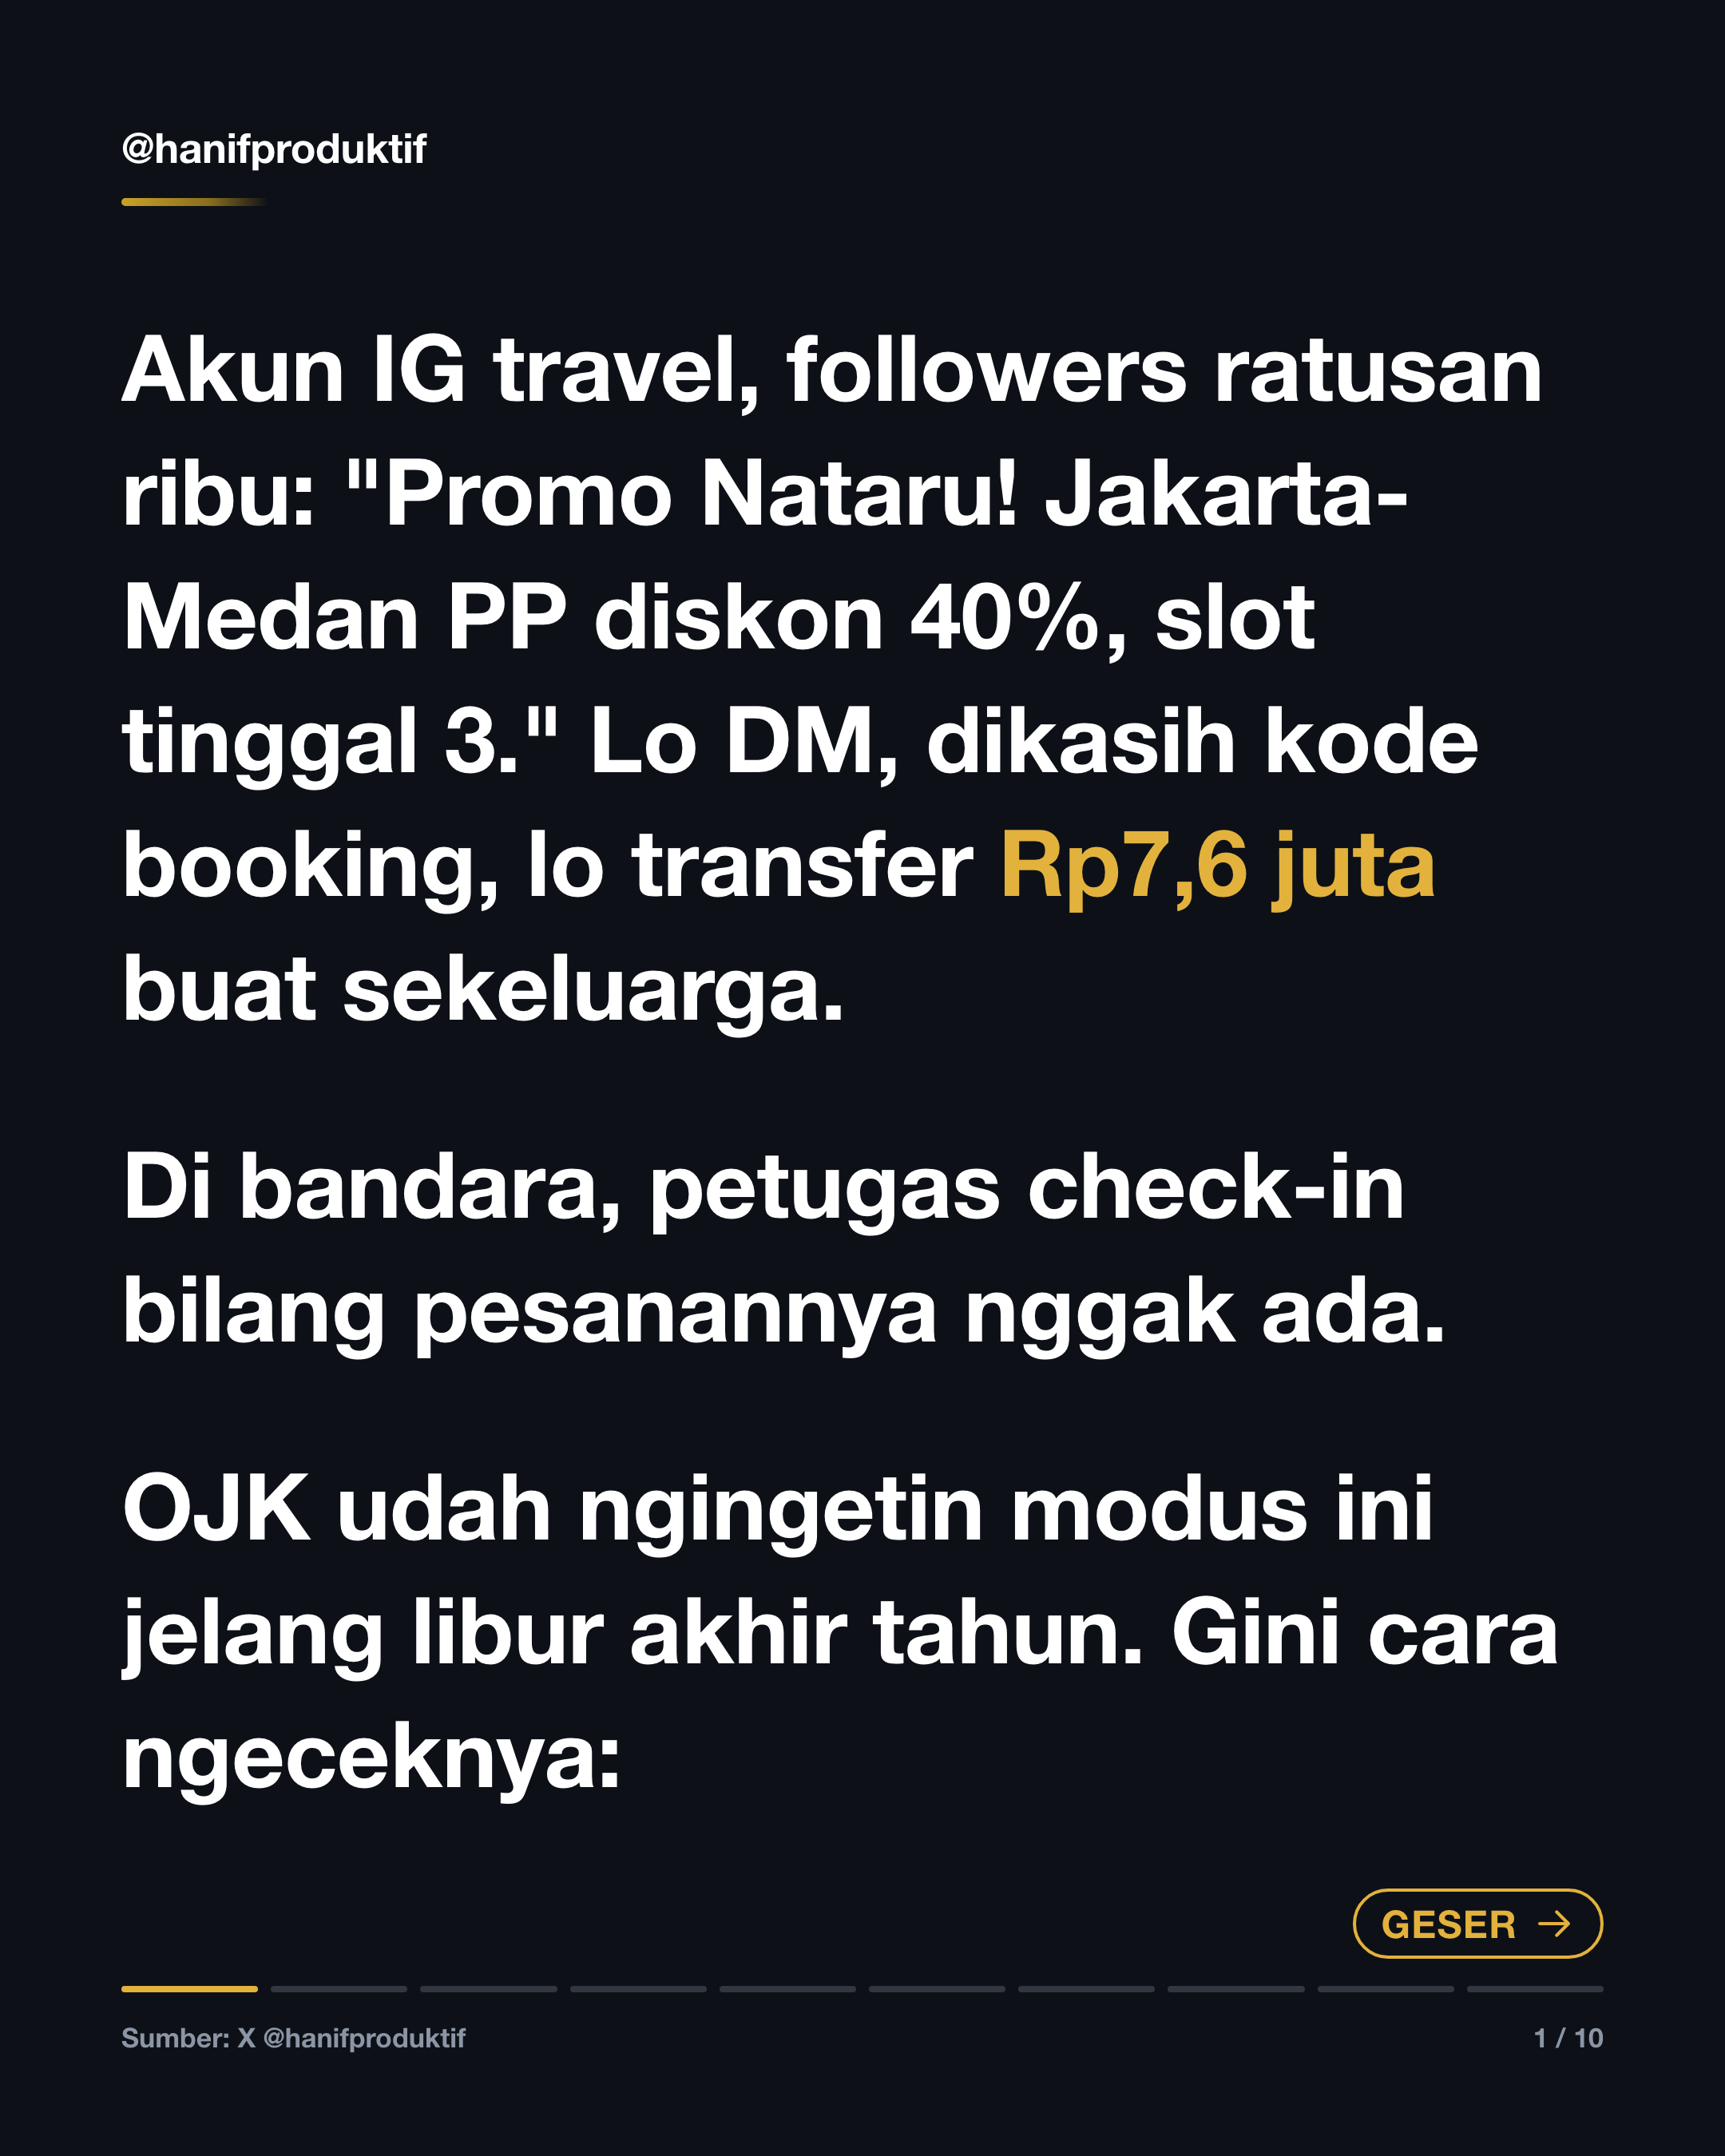 @hanifproduktif
Akun IG travel, followers ratusan
ribu: "Promo Nataru! Jakarta-
Medan PP diskon 40%, slot
tinggal 3." Lo DM, dikasih kode
booking, lo transfer Rp7,6 juta
buat sekeluarga.
Di bandara, petugas check-in
bilang pesanannya nggak ada.
OJK udah ngingetin modus ini
jelang libur akhir tahun. Gini cara
ngeceknya:
GESER →
Sumber: X @hanifproduktif
1 / 10